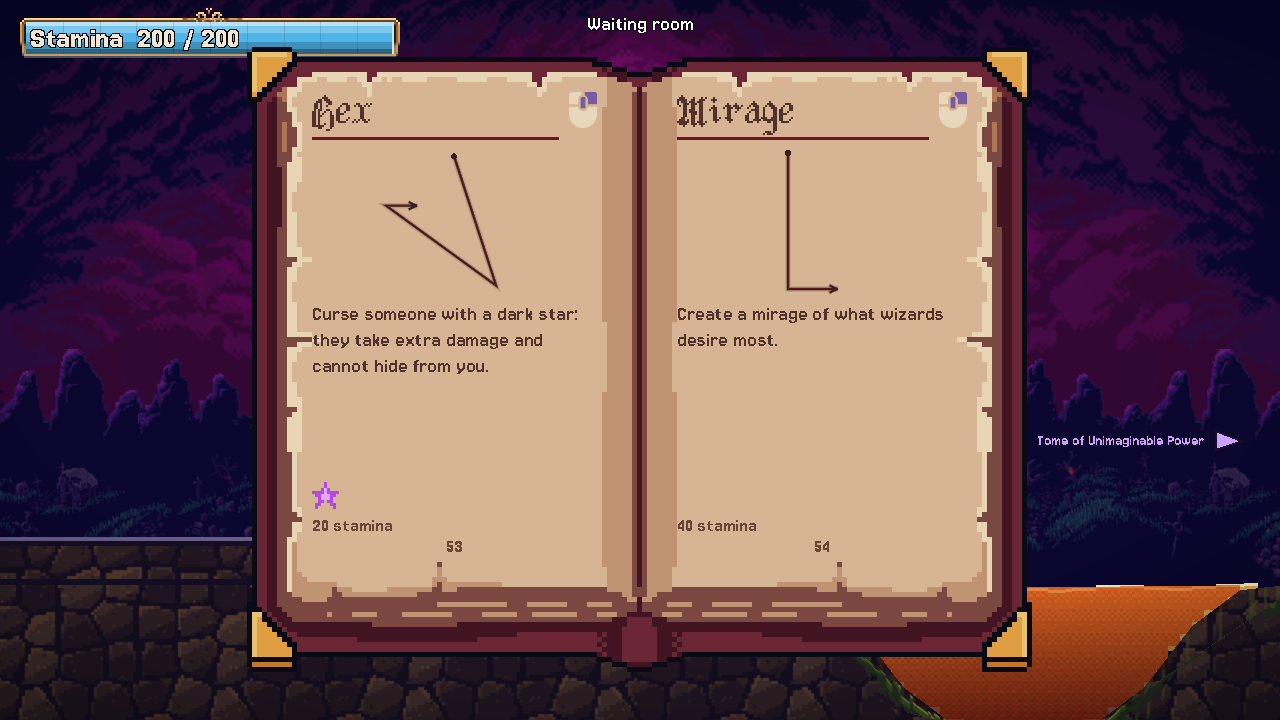 Stamina 200 / 200
Waiting room
Hex
Curse someone with a dark star:
they take extra damage and
cannot hide from you.
20 stamina
53
Mirage
Create a mirage of what wizards
desire most.
40 stamina
54
Tome of Unimaginable Power